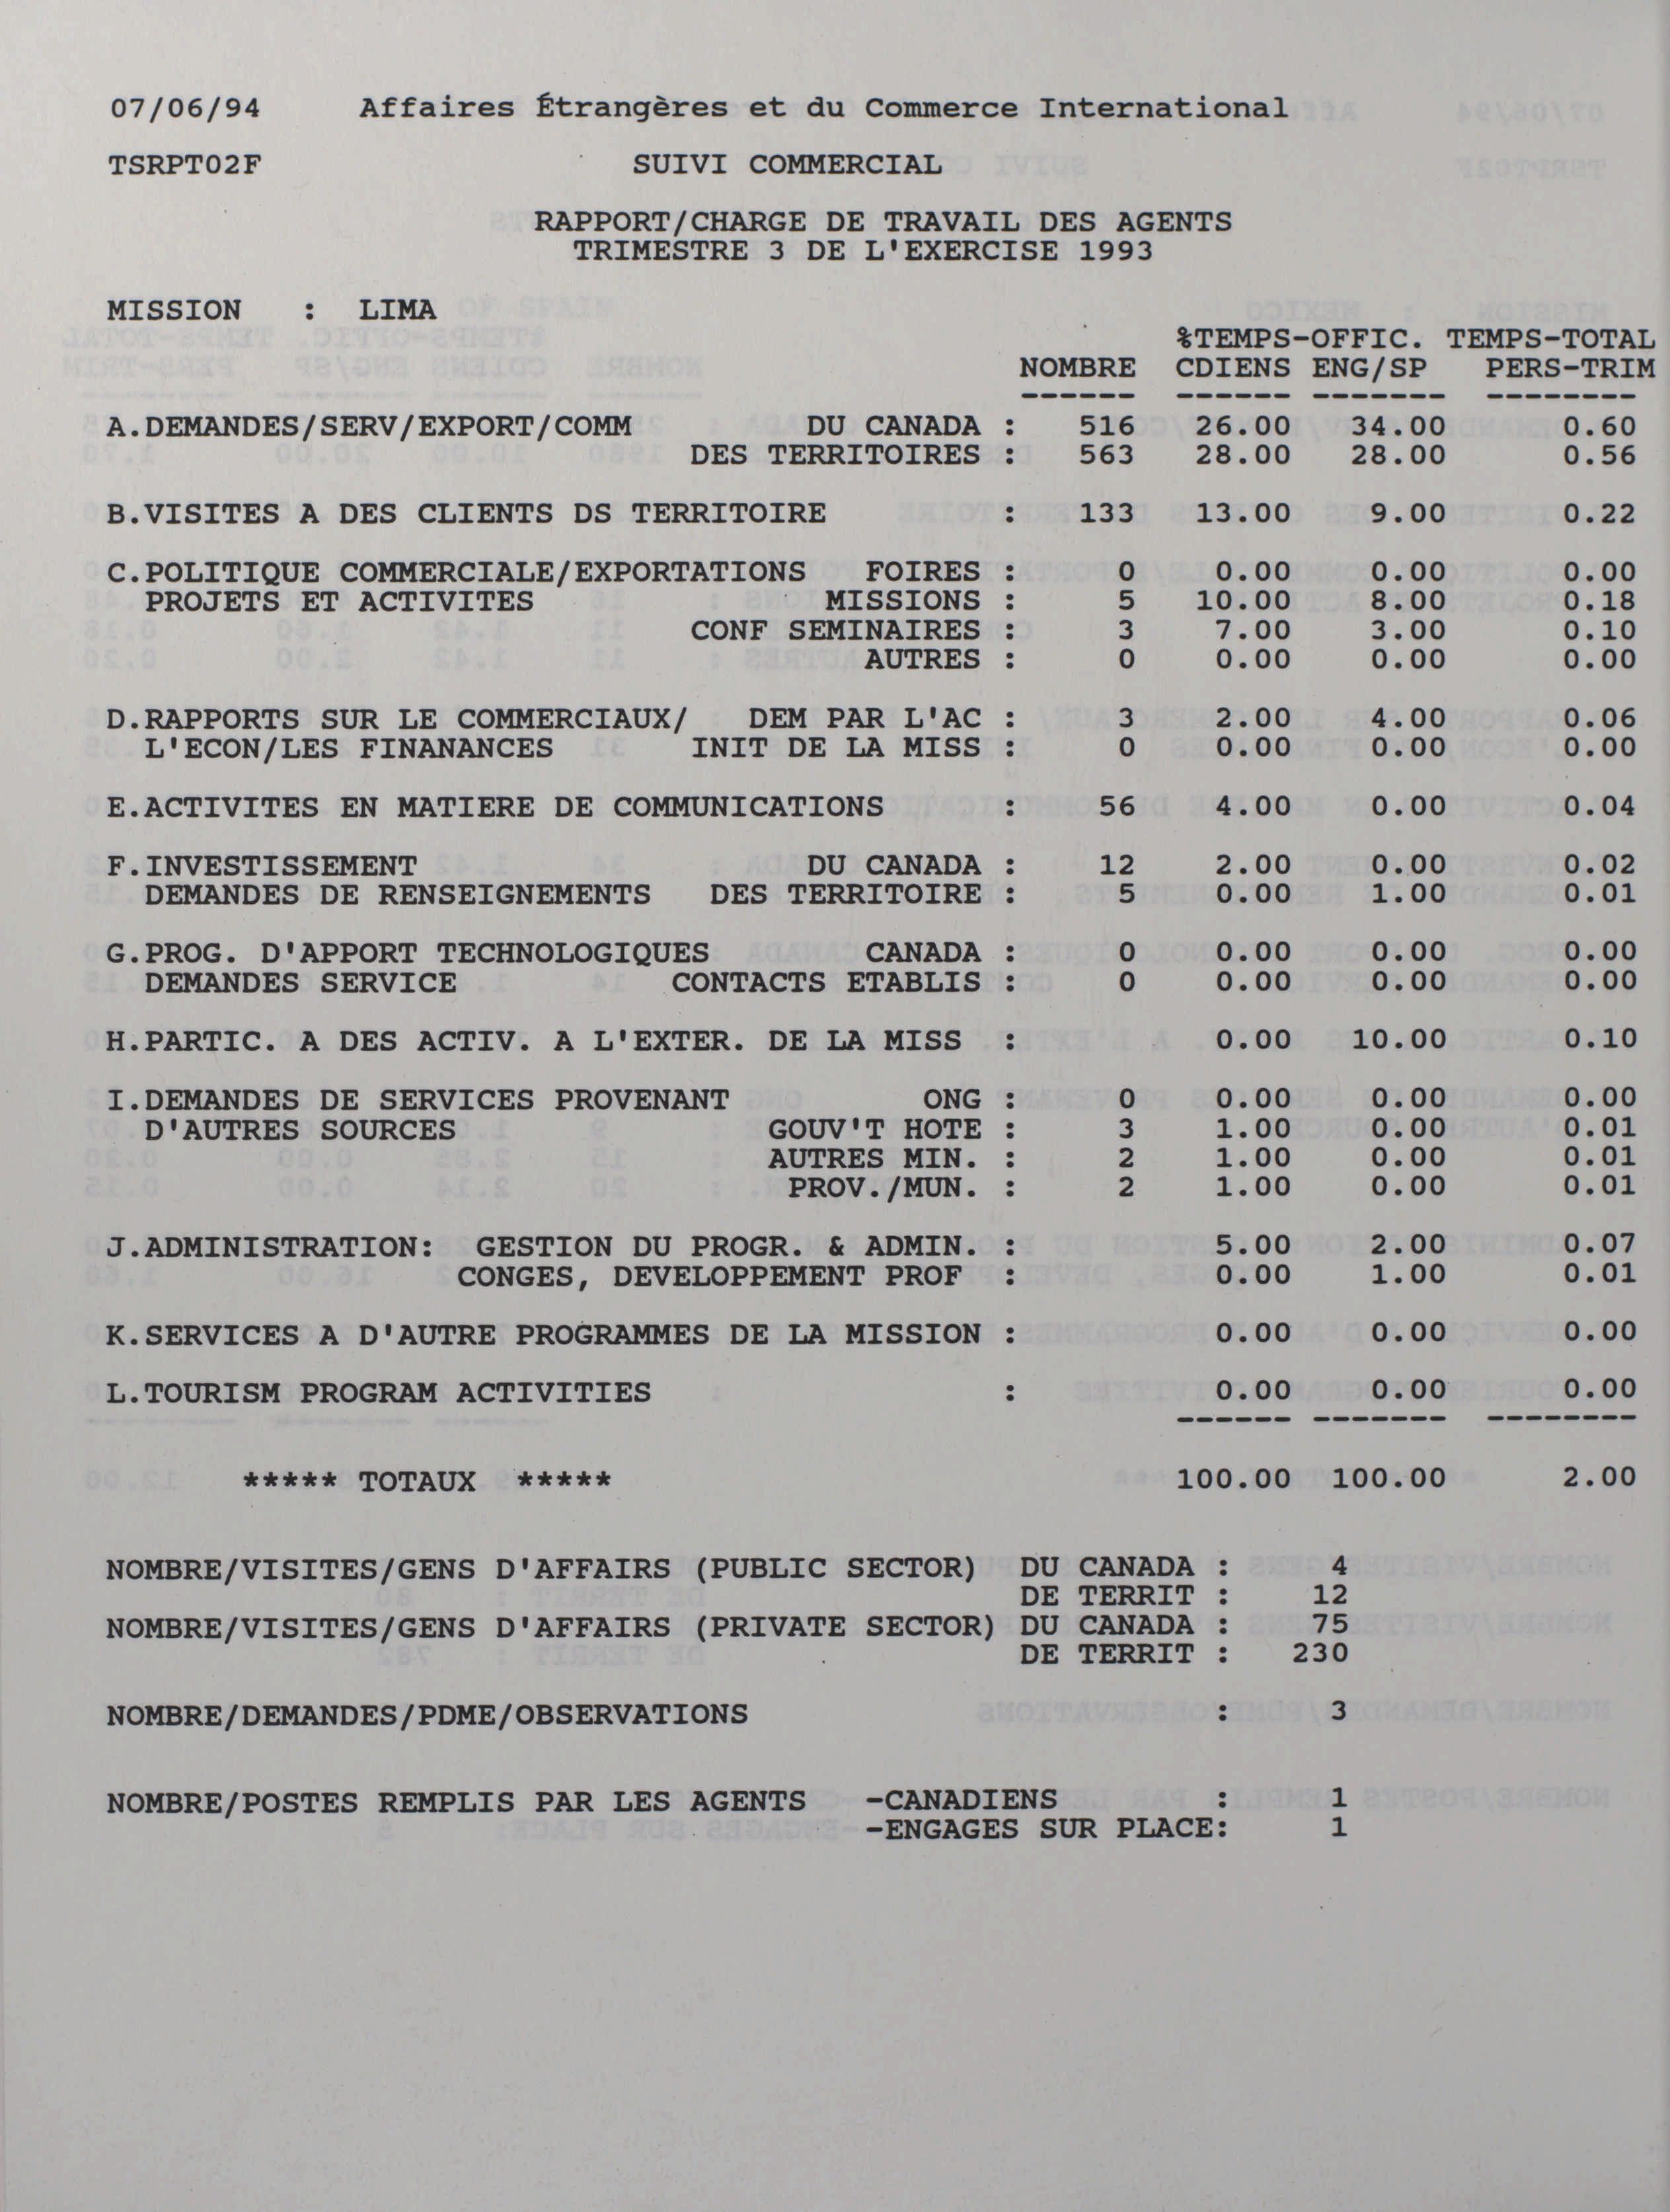 07/06/94 Affaires Étrangères et du Commerce International
TSRPT02F SUIVI COMMERCIAL
RAPPORT/CHARGE DE TRAVAIL DES AGENTS
TRIMESTRE 3 DE L'EXERCISE 1993
MISSION : LIMA
%TEMPS-OFFIC. TEMPS-TOTAL
NOMBRE CDIENS ENG/SP PERS-TRIM
------ ------ ------- --------
A.DEMANDES/SERV/EXPORT/COMM DU CANADA : 516 26.00 34.00 0.60
DES TERRITOIRES : 563 28.00 28.00 0.56
B.VISITES A DES CLIENTS DS TERRITOIRE : 133 13.00 9.00 0.22
C.POLITIQUE COMMERCIALE/EXPORTATIONS FOIRES : 0 0.00 0.00 0.00
PROJETS ET ACTIVITES MISSIONS : 5 10.00 8.00 0.18
CONF SEMINAIRES : 3 7.00 3.00 0.10
AUTRES : 0 0.00 0.00 0.00
D.RAPPORTS SUR LE COMMERCIAUX/ DEM PAR L'AC : 3 2.00 4.00 0.06
L'ECON/LES FINANANCES INIT DE LA MISS : 0 0.00 0.00 0.00
E.ACTIVITES EN MATIERE DE COMMUNICATIONS : 56 4.00 0.00 0.04
F.INVESTISSEMENT DU CANADA : 12 2.00 0.00 0.02
DEMANDES DE RENSEIGNEMENTS DES TERRITOIRE : 5 0.00 1.00 0.01
G.PROG. D'APPORT TECHNOLOGIQUES CANADA : 0 0.00 0.00 0.00
DEMANDES SERVICE CONTACTS ETABLIS : 0 0.00 0.00 0.00
H.PARTIC. A DES ACTIV. A L'EXTER. DE LA MISS : 0.00 10.00 0.10
I.DEMANDES DE SERVICES PROVENANT ONG : 0 0.00 0.00 0.00
D'AUTRES SOURCES GOUV'T HOTE : 3 1.00 0.00 0.01
AUTRES MIN. : 2 1.00 0.00 0.01
PROV./MUN. : 2 1.00 0.00 0.01
J.ADMINISTRATION: GESTION DU PROGR. & ADMIN. : 5.00 2.00 0.07
CONGES, DEVELOPPEMENT PROF : 0.00 1.00 0.01
K.SERVICES A D'AUTRE PROGRAMMES DE LA MISSION : 0.00 0.00 0.00
L.TOURISM PROGRAM ACTIVITIES : 0.00 0.00 0.00
------ ------- --------
***** TOTAUX ***** 100.00 100.00 2.00
NOMBRE/VISITES/GENS D'AFFAIRS (PUBLIC SECTOR) DU CANADA : 4
DE TERRIT : 12
NOMBRE/VISITES/GENS D'AFFAIRS (PRIVATE SECTOR) DU CANADA : 75
DE TERRIT : 230
NOMBRE/DEMANDES/PDME/OBSERVATIONS : 3
NOMBRE/POSTES REMPLIS PAR LES AGENTS -CANADIENS : 1
-ENGAGES SUR PLACE: 1